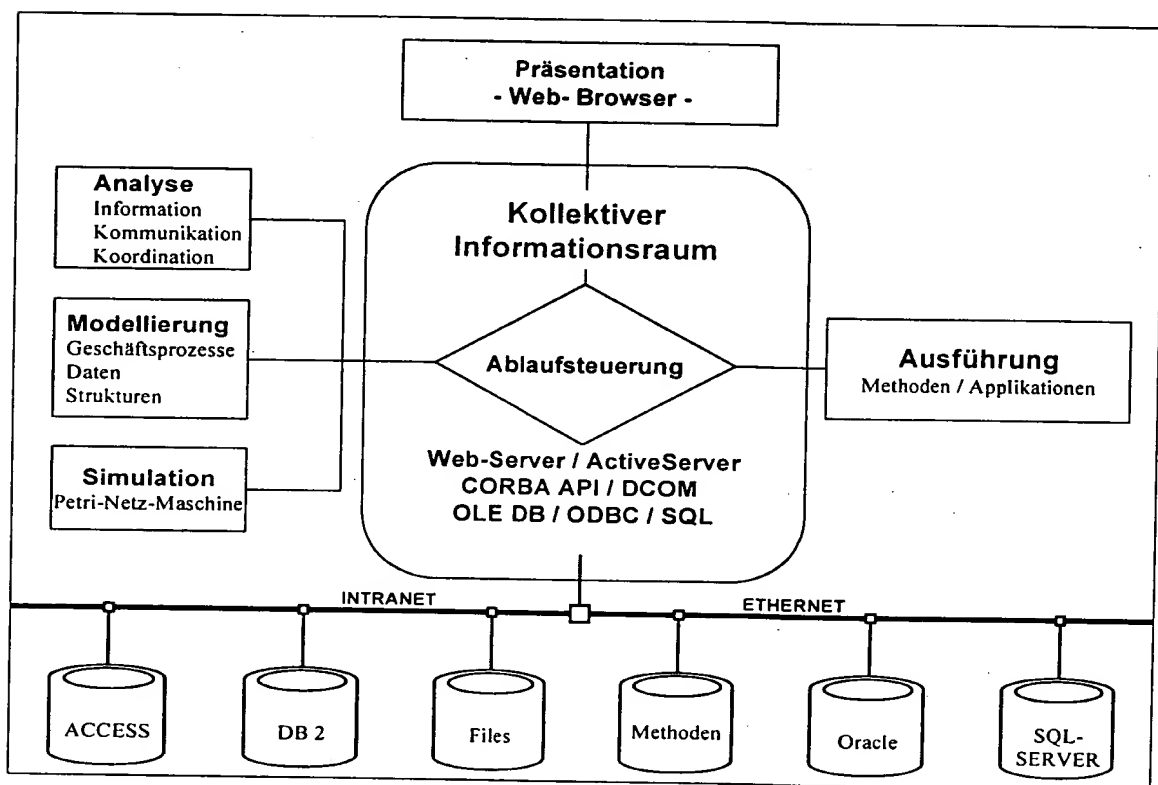 Präsentation
- Web- Browser -
Analyse
Information
Kommunikation
Koordination
Kollektiver
Informationsraum
Modellierung
Geschäftsprozesse
Daten
Strukturen
Ablaufsteuerung
Ausführung
Methoden / Applikationen
Simulation
Petri-Netz-Maschine
Web-Server / ActiveServer
CORBA API / DCOM
OLE DB / ODBC / SQL
INTRANET
ETHERNET
ACCESS
DB 2
Files
Methoden
Oracle
SQL-
SERVER